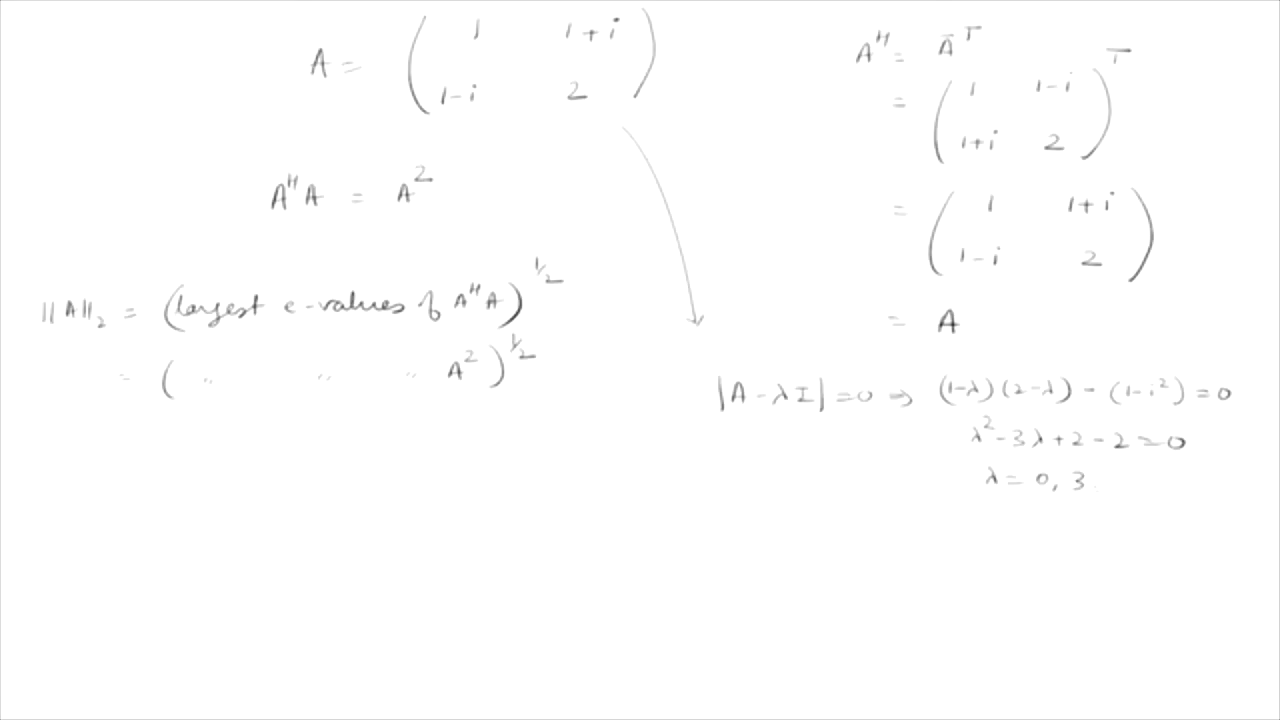 A = ( 1 1+i
1-i 2 )
A^H A = A^2
||A||_2 = (largest e-values of A^H A)^1/2
= ( " " " A^2 )^1/2
A^H = Ā^T
= ( 1 1-i
1+i 2 )^T
= ( 1 1+i
1-i 2 )
= A
|A - λI| = 0 ⇒ (1-λ)(2-λ) - (1-i^2) = 0
λ^2 - 3λ + 2 - 2 = 0
λ = 0, 3.